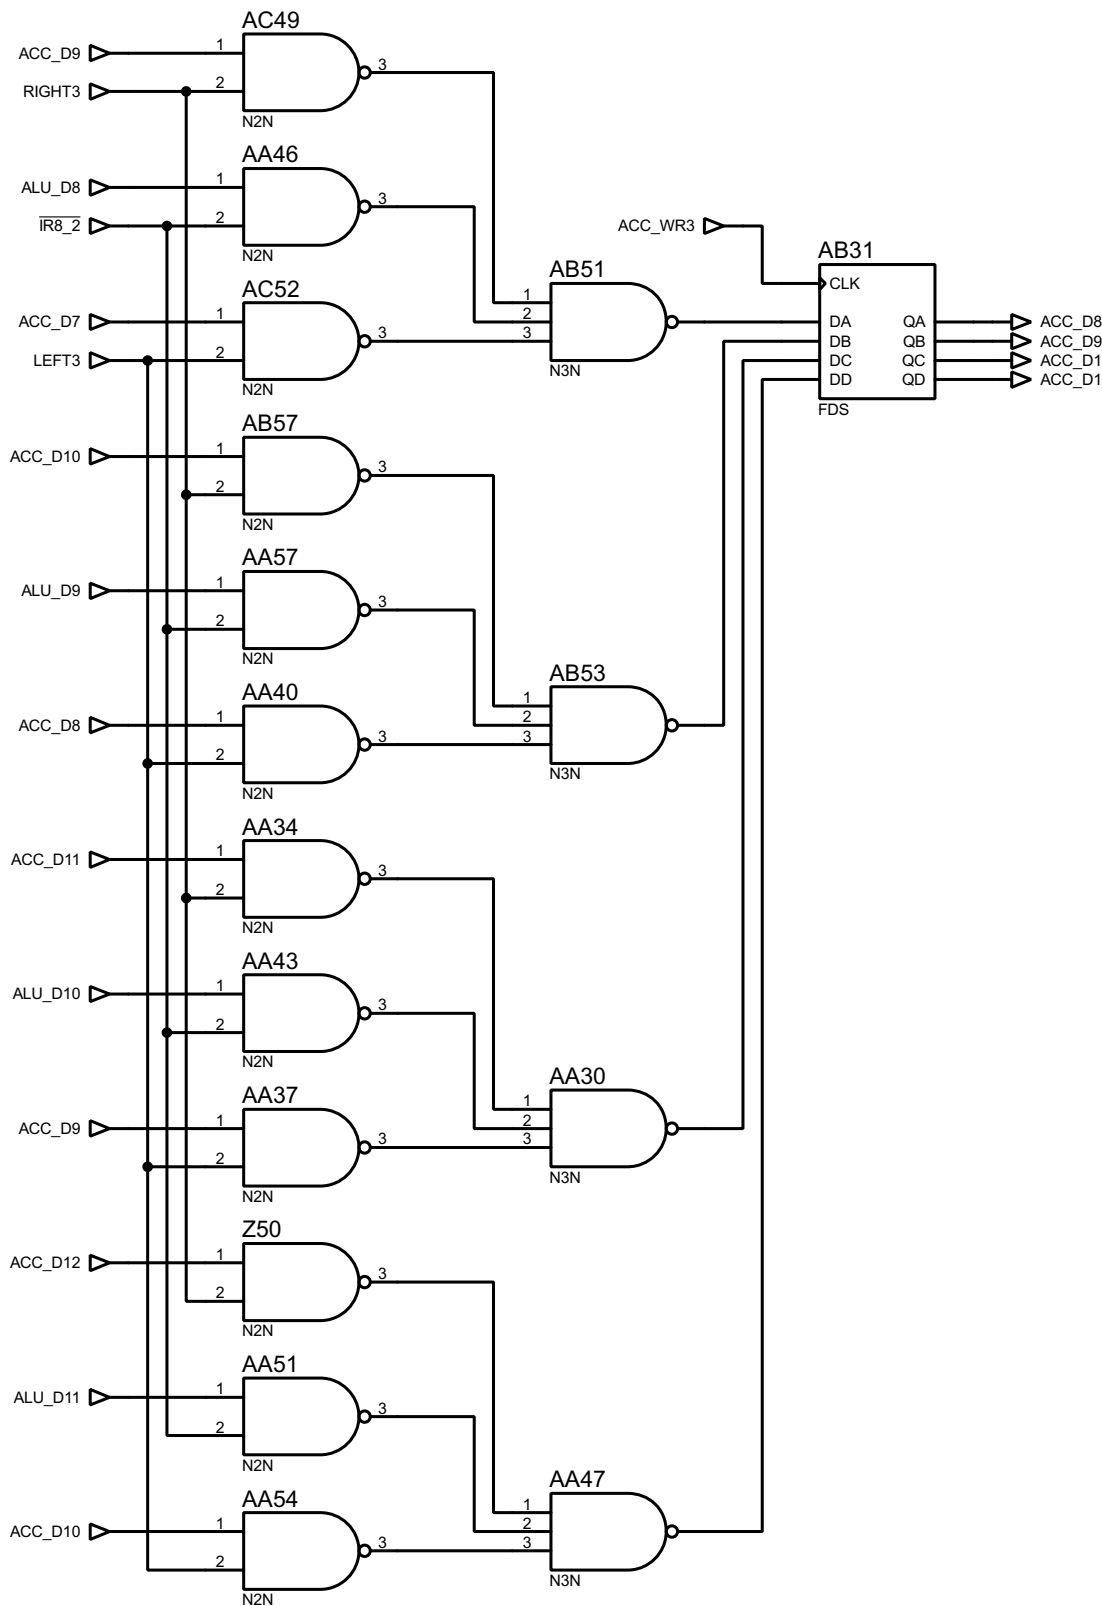 AC49
ACC_D9 1 3
RIGHT3 2
N2N
AA46
ALU_D8 1 3
IR8_2 2
N2N
ACC_WR3
AB31
CLK
DA QA ACC_D8
DB QB ACC_D9
DC QC ACC_D1
DD QD ACC_D1
FDS
AC52
ACC_D7 1 3
LEFT3 2
N2N
AB51
1
2
3
N3N
AB57
ACC_D10 1 3
2
N2N
AA57
ALU_D9 1 3
2
N2N
AA40
ACC_D8 1 3
2
N2N
AB53
1
2
3
N3N
AA34
ACC_D11 1 3
2
N2N
AA43
ALU_D10 1 3
2
N2N
AA37
ACC_D9 1 3
2
N2N
AA30
1
2
3
N3N
Z50
ACC_D12 1 3
2
N2N
AA51
ALU_D11 1 3
2
N2N
AA54
ACC_D10 1 3
2
N2N
AA47
1
2
3
N3N